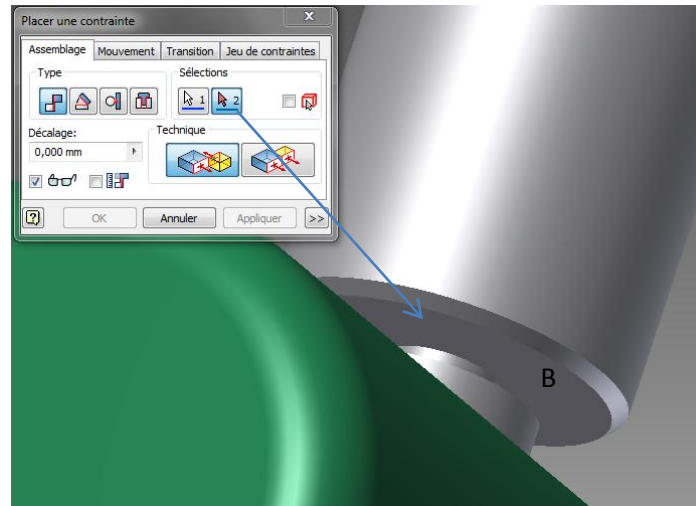 Placer une contrainte
x
Assemblage Mouvement Transition Jeu de contraintes
Type Sélections
1 2
Décalage: Technique
0,000 mm
? OK Annuler Appliquer >>
B